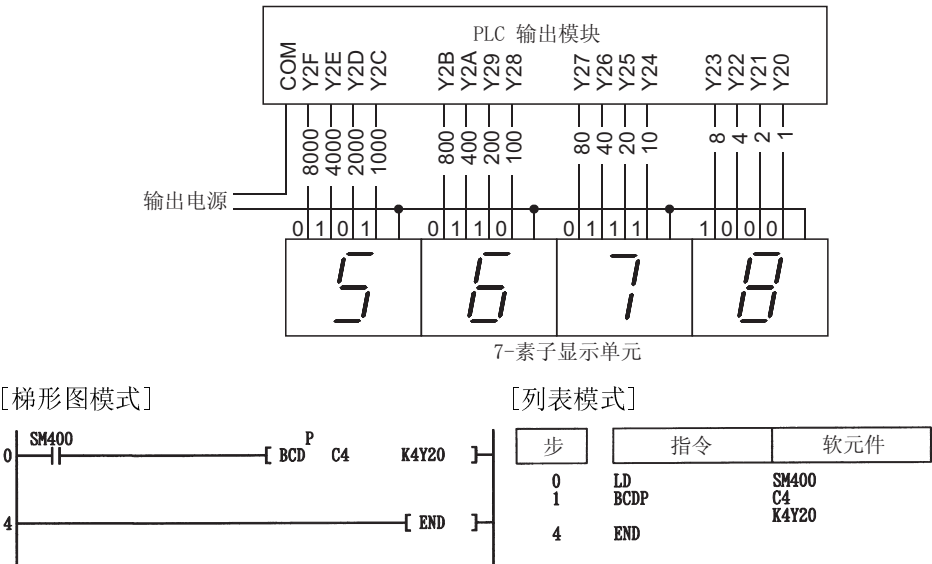 PLC 输出模块
COM Y2F Y2E Y2D Y2C Y2B Y2A Y29 Y28 Y27 Y26 Y25 Y24 Y23 Y22 Y21 Y20
8000 4000 2000 1000 800 400 200 100 80 40 20 10 8 4 2 1
输出电源
0 1 0 1 0 1 1 0 0 1 1 1 1 0 0 0
5 6 7 8
7-素子显示单元
[梯形图模式]
SM400
0 [ BCD P C4 K4Y20 ]
4 [ END ]
[列表模式]
步 指令 软元件
0 LD SM400
1 BCDP C4
K4Y20
4 END